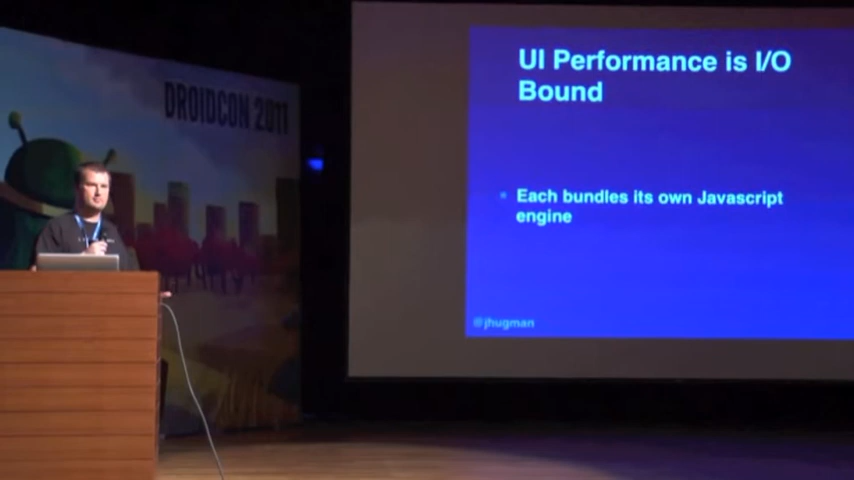 DROIDCON 2011
UI Performance is I/O
Bound
Each bundles its own Javascript
engine
@jhugman